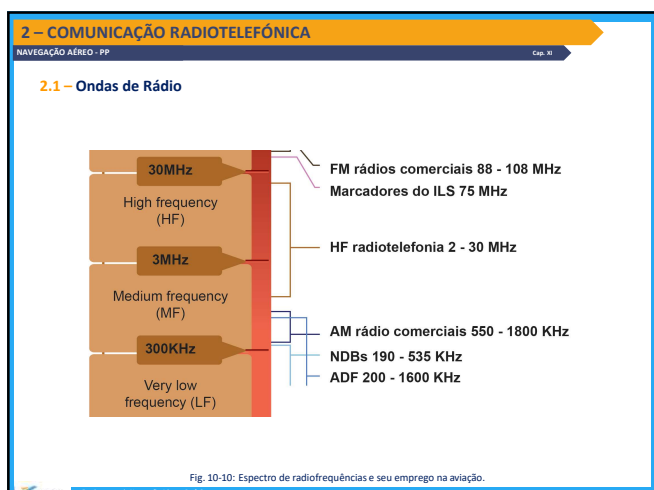 2 – COMUNICAÇÃO RADIOTELEFÓNICA
NAVEGAÇÃO AÉREO - PP
Cap. XI
2.1 – Ondas de Rádio
30MHz
High frequency
(HF)
3MHz
Medium frequency
(MF)
300KHz
Very low
frequency (LF)
FM rádios comerciais 88 - 108 MHz
Marcadores do ILS 75 MHz
HF radiotelefonia 2 - 30 MHz
AM rádio comerciais 550 - 1800 KHz
NDBs 190 - 535 KHz
ADF 200 - 1600 KHz
Fig. 10-10: Espectro de radiofrequências e seu emprego na aviação.